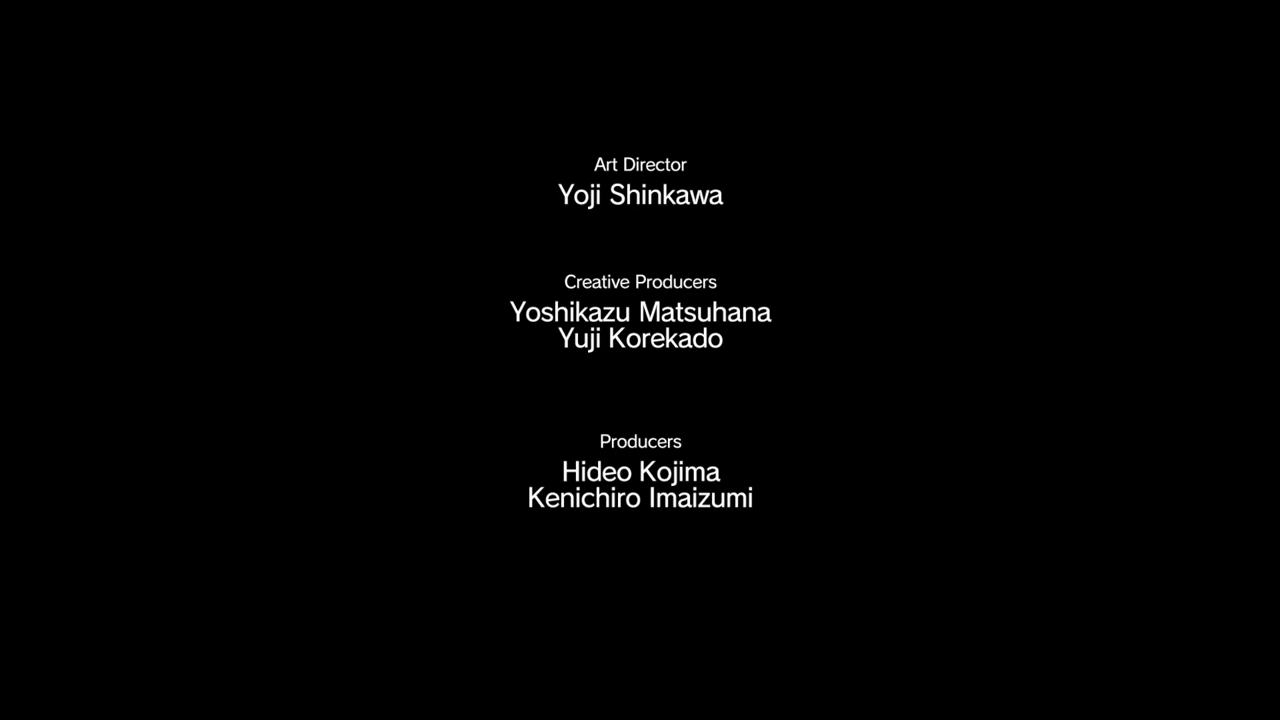 Art Director
Yoji Shinkawa
Creative Producers
Yoshikazu Matsuhana
Yuji Korekado
Producers
Hideo Kojima
Kenichiro Imaizumi